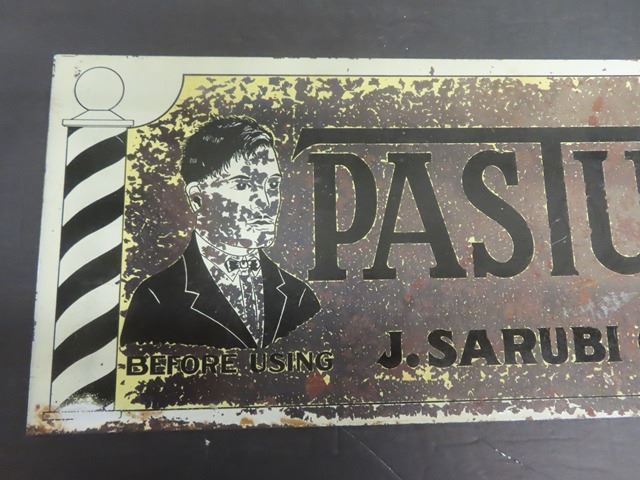 PASTU
BEFORE USING
J. SARUBI